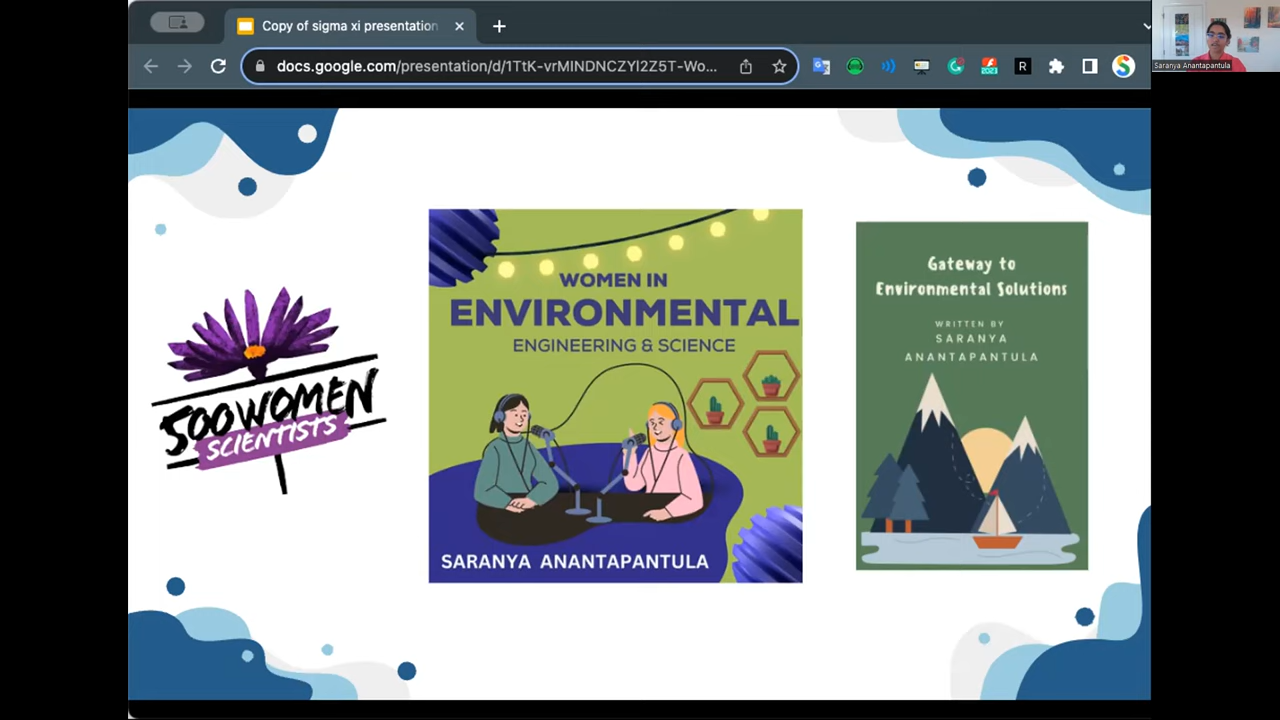 Copy of sigma xi presentation
docs.google.com/presentation/d/1TtK-vrMINDNCZYI2Z5T-Wo...
R
Saranya Anantapantula
500 WOMEN
SCIENTISTS
WOMEN IN
ENVIRONMENTAL
ENGINEERING & SCIENCE
SARANYA ANANTAPANTULA
Gateway to
Environmental Solutions
WRITTEN BY
SARANYA
ANANTAPANTULA